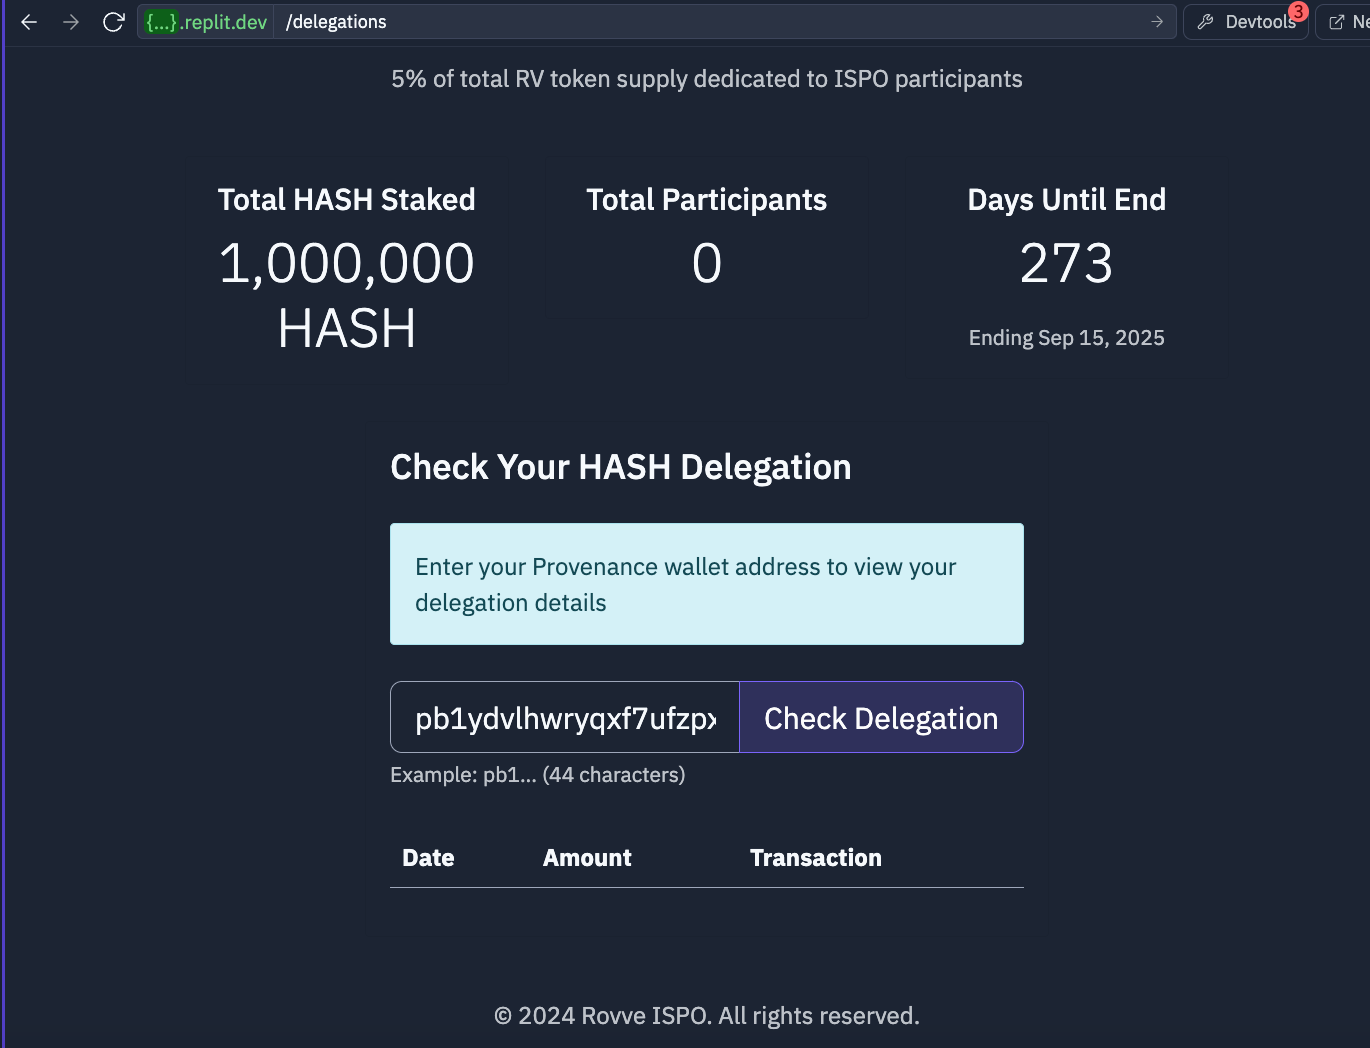 {...}.replit.dev /delegations Devtools 3 Ne
5% of total RV token supply dedicated to ISPO participants
Total HASH Staked
1,000,000
HASH
Total Participants
0
Days Until End
273
Ending Sep 15, 2025
Check Your HASH Delegation
Enter your Provenance wallet address to view your
delegation details
pb1ydvlhwryqxf7ufzpx Check Delegation
Example: pb1... (44 characters)
Date Amount Transaction
© 2024 Rovve ISPO. All rights reserved.